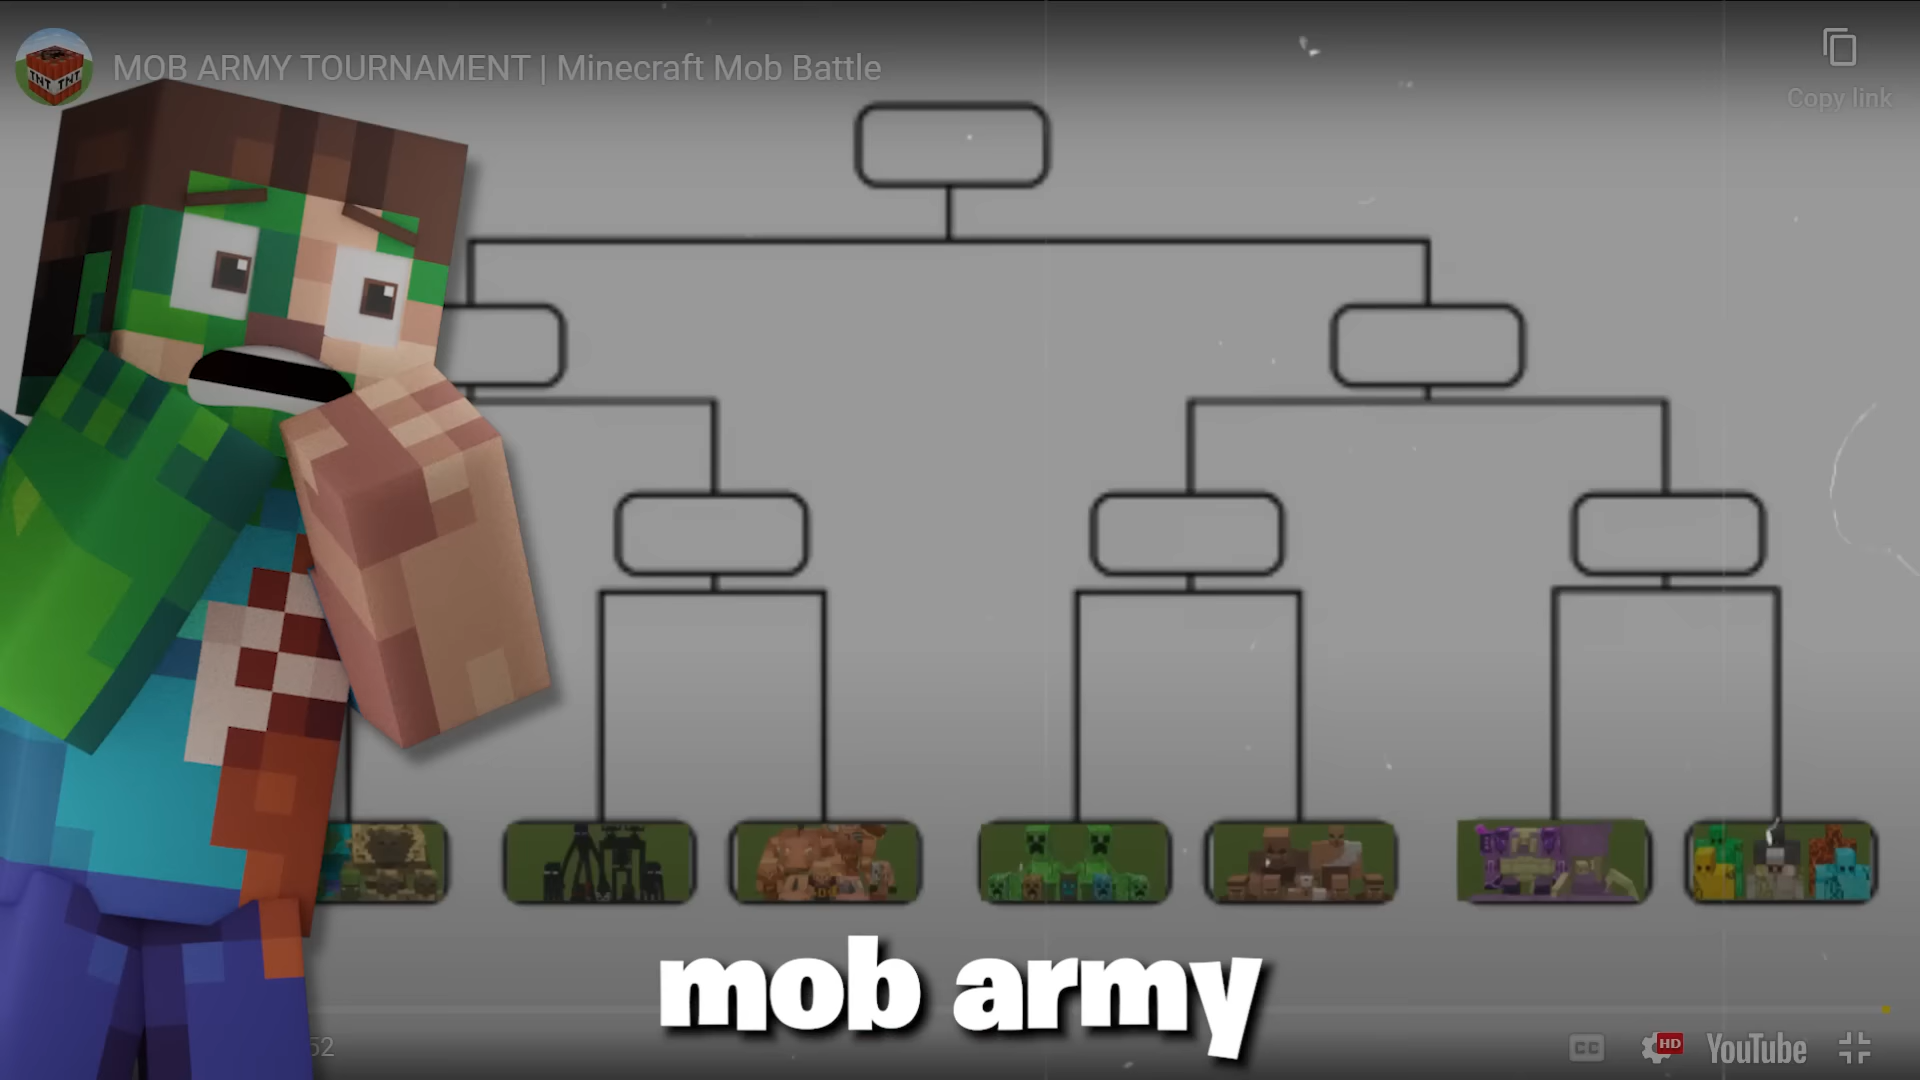 MOB ARMY TOURNAMENT | Minecraft Mob Battle
TNT TNT
Copy link
mob army
52
CC
HD
YouTube